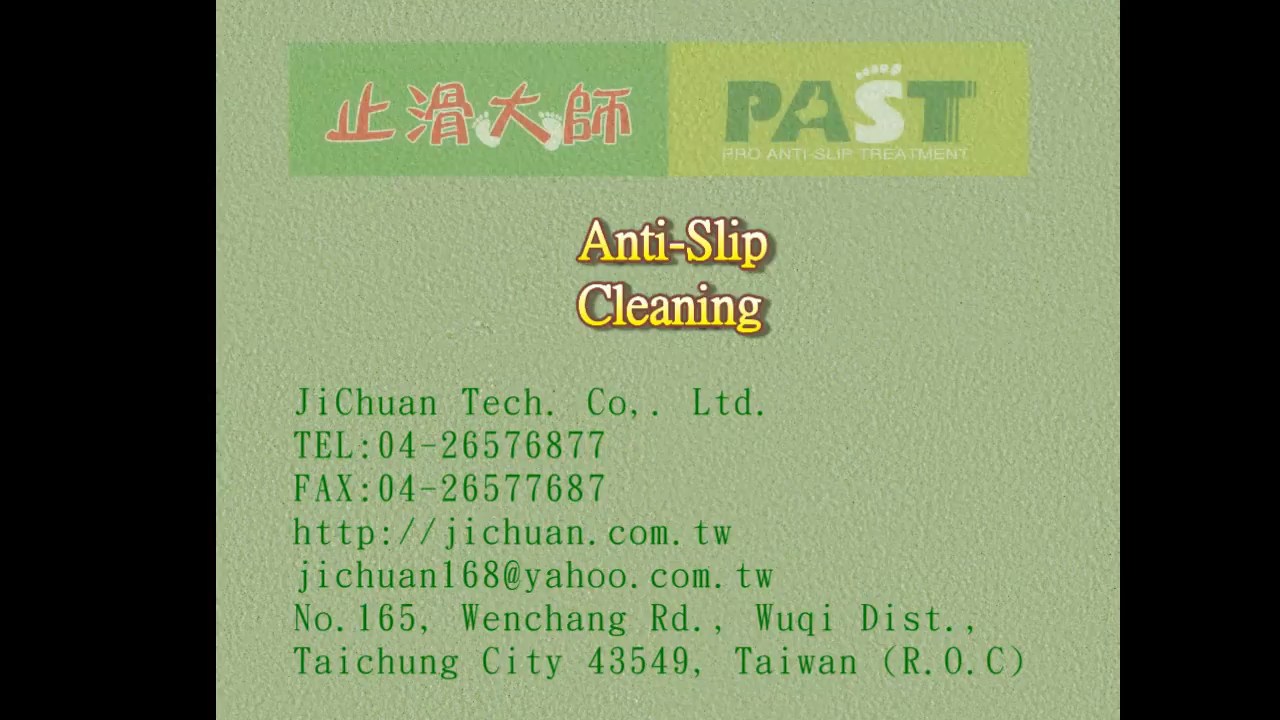 止滑大師
PAST
PRO ANTI-SLIP TREATMENT
Anti-Slip
Cleaning
JiChuan Tech. Co,. Ltd.
TEL:04-26576877
FAX:04-26577687
http://jichuan.com.tw
jichuan168@yahoo.com.tw
No.165, Wenchang Rd., Wuqi Dist.,
Taichung City 43549, Taiwan (R.O.C)